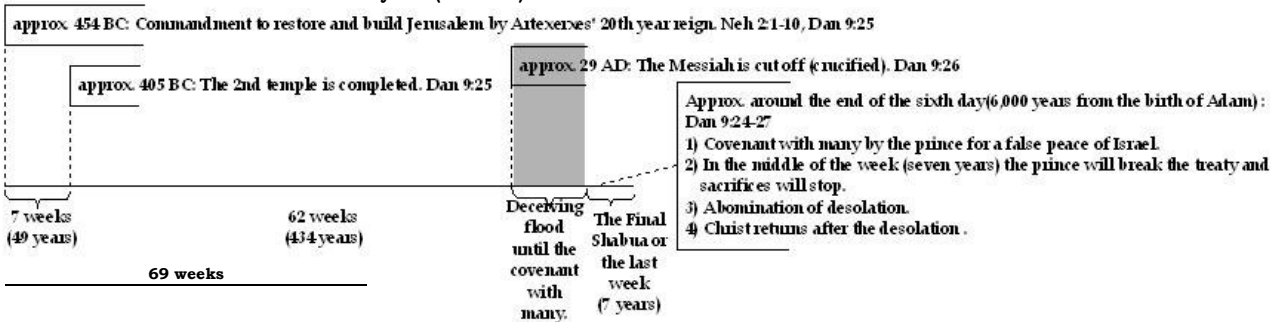 approx. 454 BC: Commandment to restore and build Jerusalem by Artexerxes' 20th year reign. Neh 2:1-10, Dan 9:25
approx. 29 AD: The Messiah is cut off (crucified). Dan 9:26
approx. 405 BC: The 2nd temple is completed. Dan 9:25
Approx. around the end of the sixth day(6,000 years from the birth of Adam) :
Dan 9:24-27
1) Covenant with many by the prince for a false peace of Israel.
2) In the middle of the week (seven years) the prince will break the treaty and
sacrifices will stop.
3) Abomination of desolation.
4) Christ returns after the desolation .
7 weeks
(49 years)
62 weeks
(434 years)
69 weeks
Deceiving
flood
until the
covenant
with
many.
The Final
Shabua or
the last
week
(7 years)